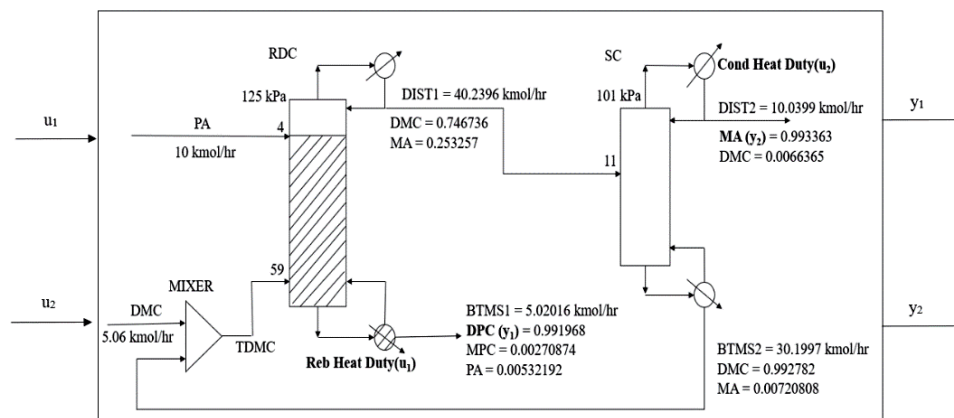 RDC
SC
Cond Heat Duty(u₂)
125 kPa
101 kPa
DIST1 = 40.2396 kmol/hr
DIST2 = 10.0399 kmol/hr
y₁
u₁
PA
4
DMC = 0.746736
MA = 0.253257
MA (y₂) = 0.993363
DMC = 0.0066365
10 kmol/hr
11
59
MIXER
u₂
DMC
5.06 kmol/hr
TDMC
BTMS1 = 5.02016 kmol/hr
DPC (y₁) = 0.991968
MPC = 0.00270874
PA = 0.00532192
Reb Heat Duty(u₁)
y₂
BTMS2 = 30.1997 kmol/hr
DMC = 0.992782
MA = 0.00720808